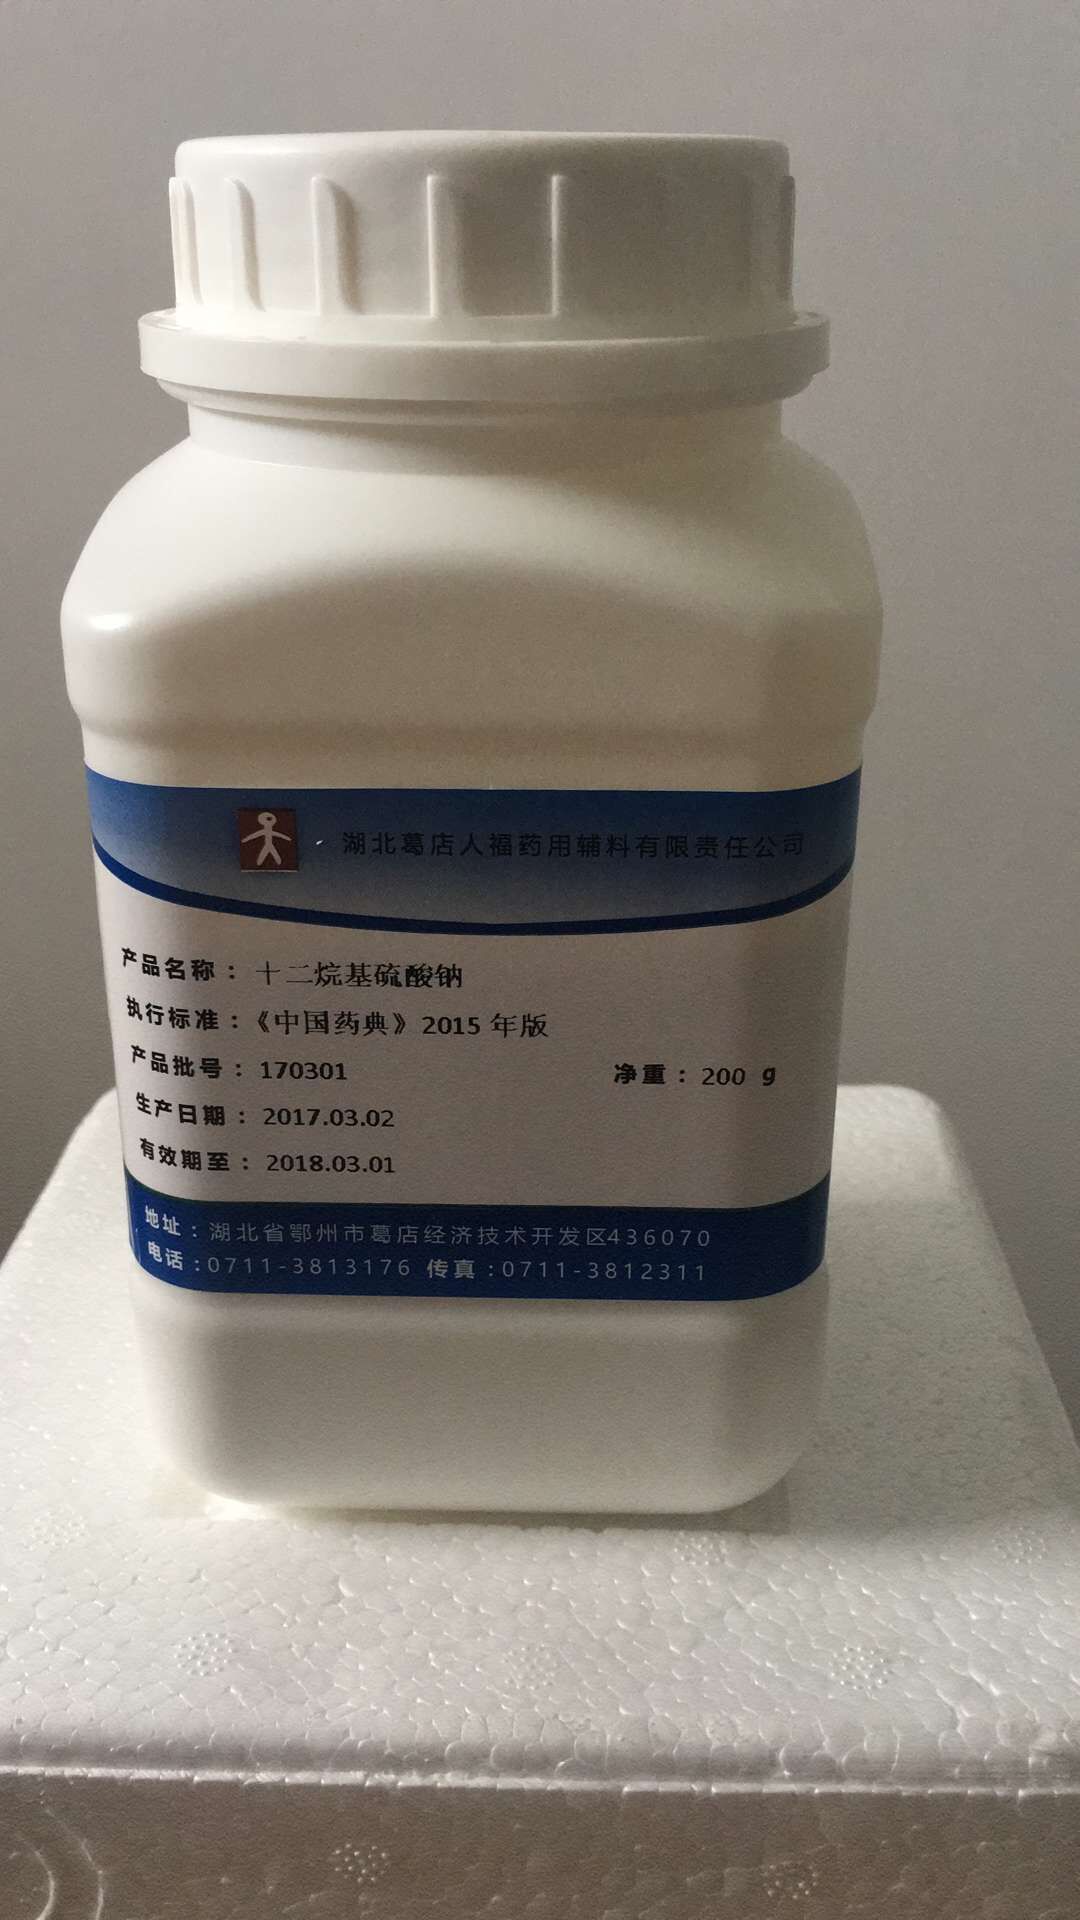 湖北葛店人福药用辅料有限责任公司
产品名称：十二烷基硫酸钠
执行标准：《中国药典》2015 年版
产品批号：170301 净重：200 g
生产日期：2017.03.02
有效期至：2018.03.01
地址：湖北省鄂州市葛店经济技术开发区436070
电话:0711-3813176 传真:0711-3812311